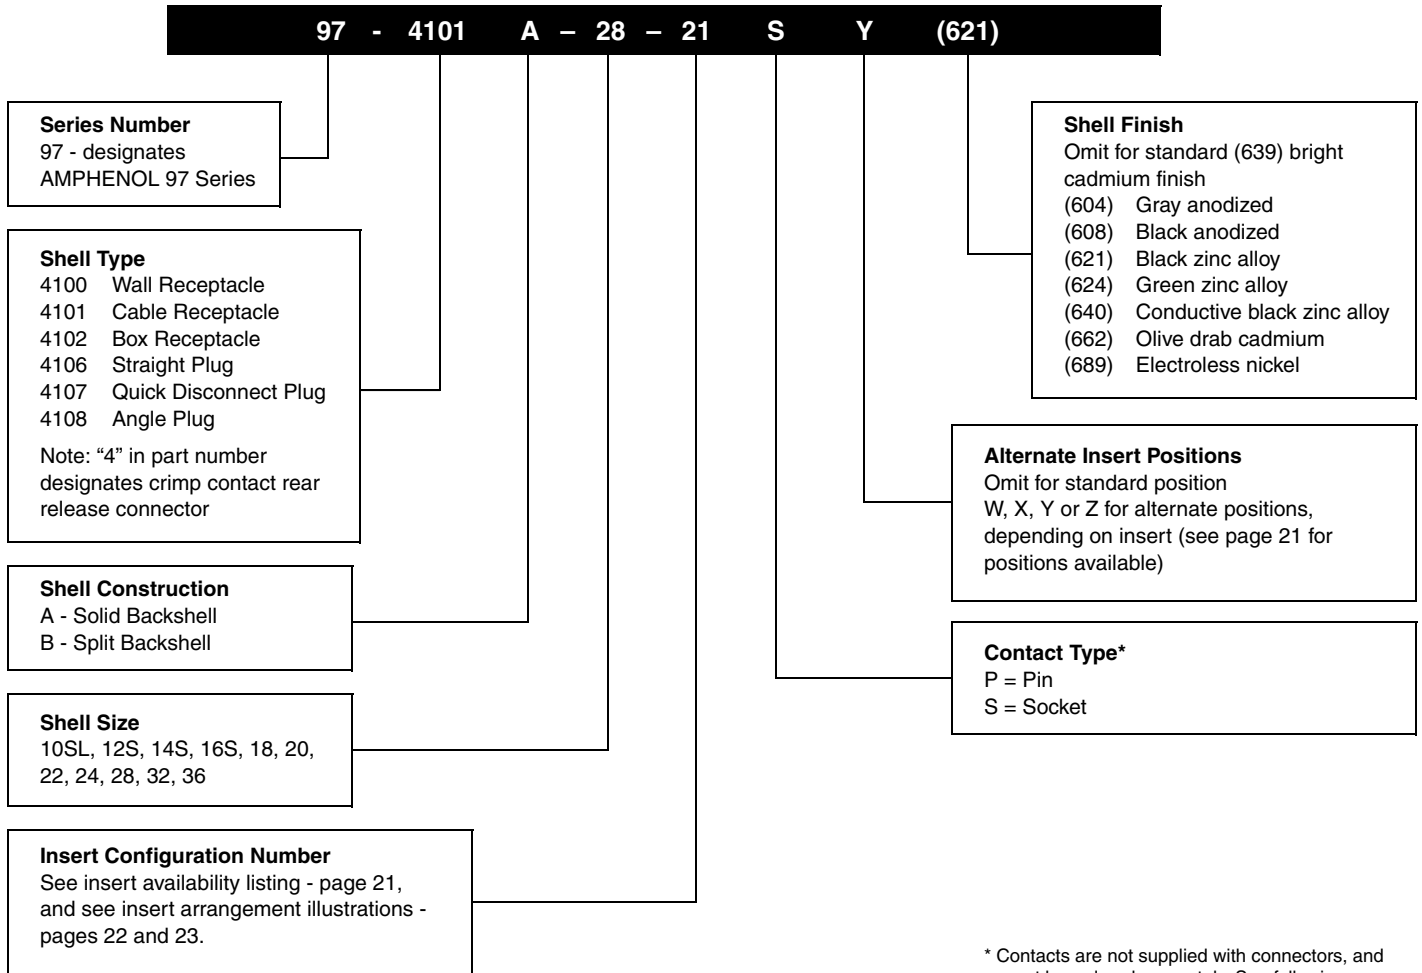 97 - 4101 A – 28 – 21 S Y (621)
Series Number
97 - designates
AMPHENOL 97 Series
Shell Type
4100 Wall Receptacle
4101 Cable Receptacle
4102 Box Receptacle
4106 Straight Plug
4107 Quick Disconnect Plug
4108 Angle Plug
Note: “4” in part number
designates crimp contact rear
release connector
Shell Construction
A - Solid Backshell
B - Split Backshell
Shell Size
10SL, 12S, 14S, 16S, 18, 20,
22, 24, 28, 32, 36
Insert Configuration Number
See insert availability listing - page 21,
and see insert arrangement illustrations -
pages 22 and 23.
Shell Finish
Omit for standard (639) bright
cadmium finish
(604) Gray anodized
(608) Black anodized
(621) Black zinc alloy
(624) Green zinc alloy
(640) Conductive black zinc alloy
(662) Olive drab cadmium
(689) Electroless nickel
Alternate Insert Positions
Omit for standard position
W, X, Y or Z for alternate positions,
depending on insert (see page 21 for
positions available)
Contact Type*
P = Pin
S = Socket
* Contacts are not supplied with connectors, and